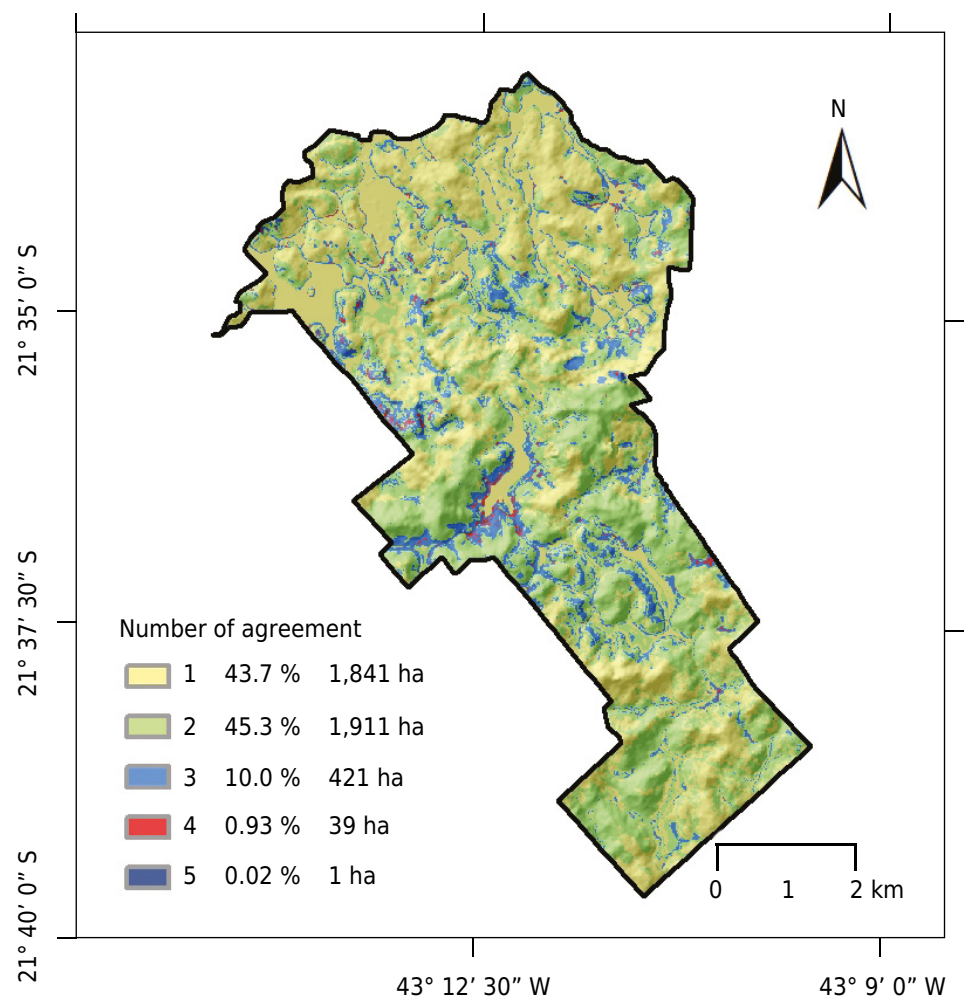 N
21° 35’ 0” S
21° 37’ 30” S
21° 40’ 0” S
Number of agreement
1 43.7 % 1,841 ha
2 45.3 % 1,911 ha
3 10.0 % 421 ha
4 0.93 % 39 ha
5 0.02 % 1 ha
0 1 2 km
43° 12’ 30” W 43° 9’ 0” W